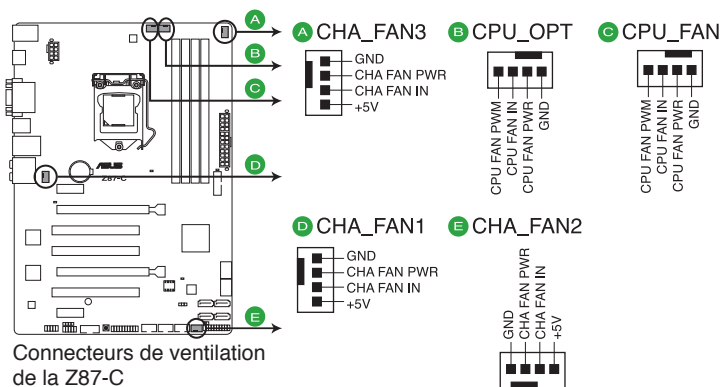 A
B
C
D
E
ASUS
Z87-C
A CHA_FAN3
GND
CHA FAN PWR
CHA FAN IN
+5V
B CPU_OPT
CPU FAN PWM
CPU FAN IN
CPU FAN PWR
GND
C CPU_FAN
CPU FAN PWM
CPU FAN IN
CPU FAN PWR
GND
D CHA_FAN1
GND
CHA FAN PWR
CHA FAN IN
+5V
E CHA_FAN2
GND
CHA FAN PWR
CHA FAN IN
+5V
Connecteurs de ventilation
de la Z87-C